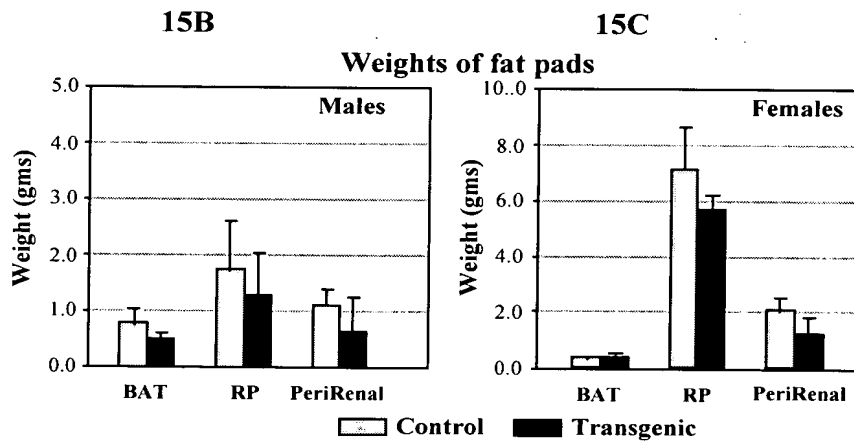 15B
15C
Weights of fat pads
Males
Weight (gms)
5.0
4.0
3.0
2.0
1.0
0.0
BAT RP PeriRenal
Females
Weight (gms)
10..0
8.0
6.0
4.0
2.0
0.0
BAT RP PeriRenal
Control Transgenic